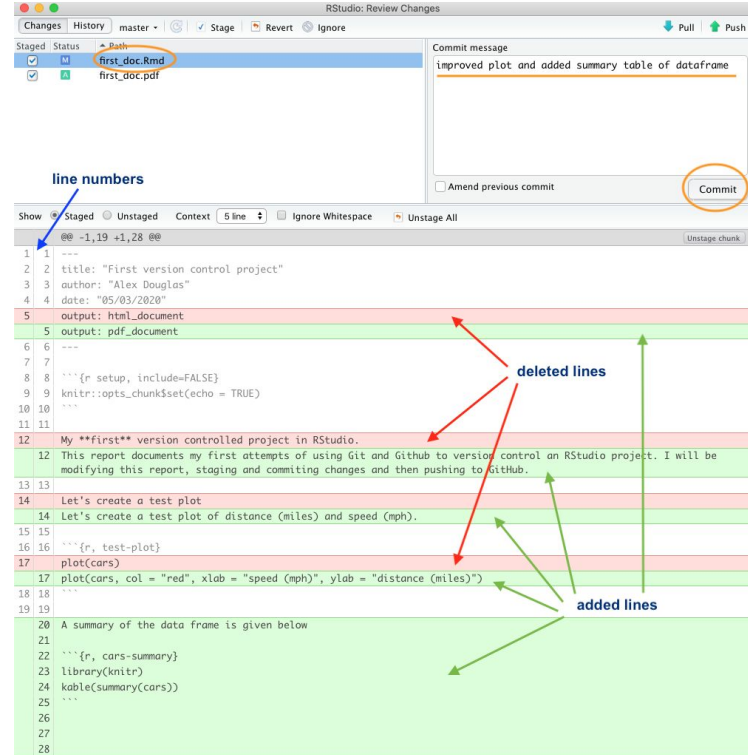 RStudio: Review Changes
Changes History master Stage Revert Ignore Pull Push
Staged Status Path
M first_doc.Rmd
A first_doc.pdf
Commit message
improved plot and added summary table of dataframe
Amend previous commit Commit
line numbers
Show Staged Unstaged Context 5 line Ignore Whitespace Unstage All
@@ -1,19 +1,28 @@ Unstage chunk
1 1 ---
2 2 title: "First version control project"
3 3 author: "Alex Douglas"
4 4 date: "05/03/2020"
5 output: html_document
5 output: pdf_document
6 6 ---
7 7
deleted lines
8 8 ```{r setup, include=FALSE}
9 9 knitr::opts_chunk$set(echo = TRUE)
10 10 ```
11 11
12 My **first** version controlled project in RStudio.
12 This report documents my first attempts of using Git and Github to version control an RStudio project. I will be
modifying this report, staging and commiting changes and then pushing to GitHub.
13 13
14 Let's create a test plot
14 Let's create a test plot of distance (miles) and speed (mph).
15 15
16 16 ```{r, test-plot}
17 plot(cars)
17 plot(cars, col = "red", xlab = "speed (mph)", ylab = "distance (miles)")
18 18 ```
19 19
added lines
20 A summary of the data frame is given below
21
22 ```{r, cars-summary}
23 library(knitr)
24 kable(summary(cars))
25 ```
26
27
28